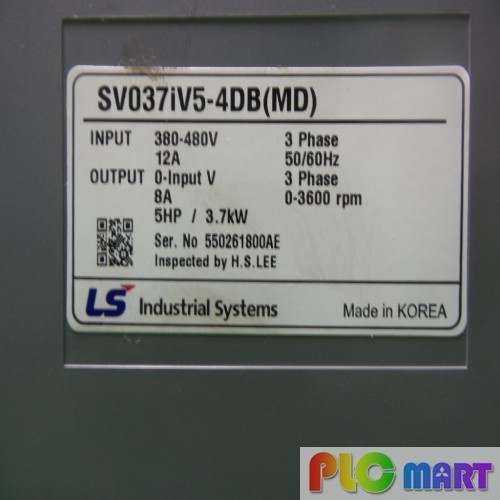 SV037iV5-4DB(MD)
INPUT 380-480V 3 Phase
12A 50/60Hz
OUTPUT 0-Input V 3 Phase
8A 0-3600 rpm
5HP / 3.7kW
Ser. No 550261800AE
Inspected by H.S.LEE
LS Industrial Systems Made in KOREA
PLC MART